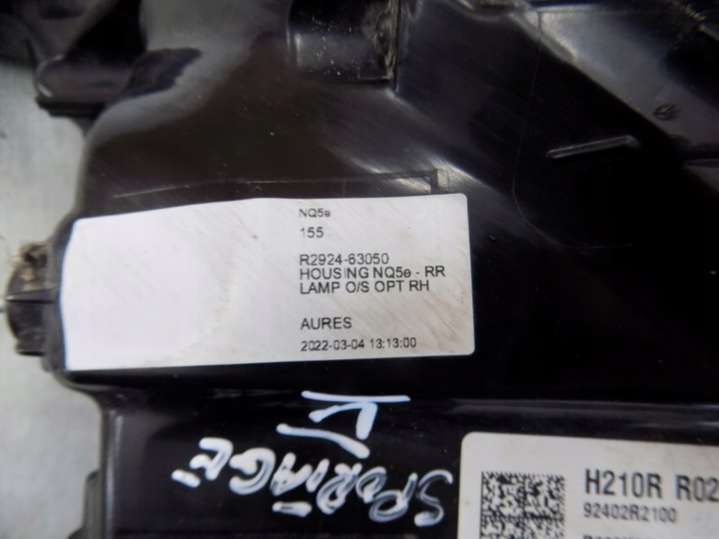 NQ5e
155
R2924-63050
HOUSING NQ5e - RR
LAMP O/S OPT RH
AURES
2022-03-04 13:13:00
SPORTAGE
H210R R02
92402R2100